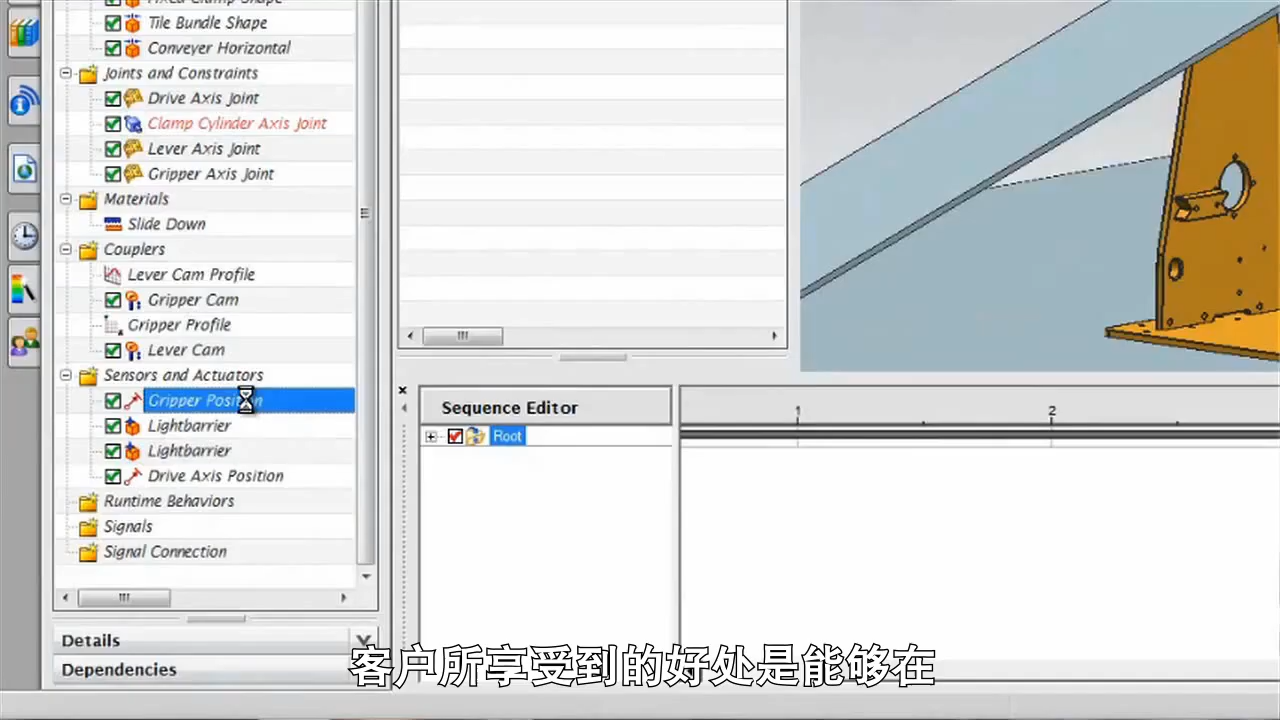 Tile Bundle Shape
Conveyer Horizontal
Joints and Constraints
Drive Axis Joint
Clamp Cylinder Axis Joint
Lever Axis Joint
Gripper Axis Joint
Materials
Slide Down
Couplers
Lever Cam Profile
Gripper Cam
Gripper Profile
Lever Cam
Sensors and Actuators
Gripper Position
Lightbarrier
Lightbarrier
Drive Axis Position
Runtime Behaviors
Signals
Signal Connection
Details
Dependencies
Sequence Editor
Root
1
2
客户所享受到的好处是能够在